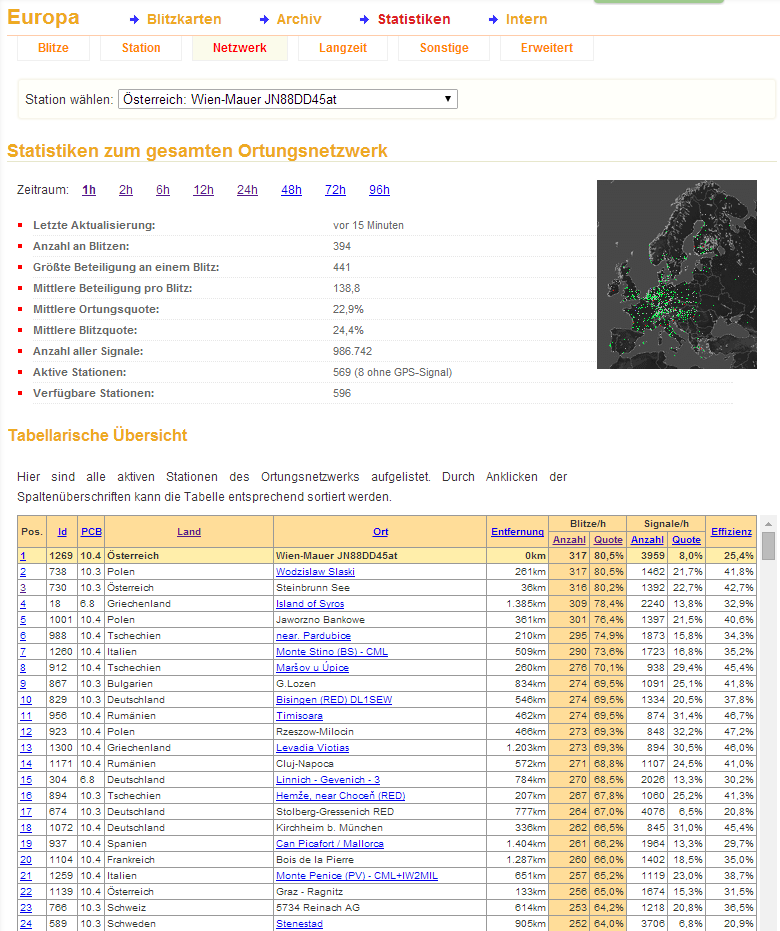 Europa Blitzkarten Archiv Statistiken Intern
Blitze Station Netzwerk Langzeit Sonstige Erweitert
Station wählen: Österreich: Wien-Mauer JN88DD45at
Statistiken zum gesamten Ortungsnetzwerk
Zeitraum: 1h 2h 6h 12h 24h 48h 72h 96h
Letzte Aktualisierung: vor 15 Minuten
Anzahl an Blitzen: 394
Größte Beteiligung an einem Blitz: 441
Mittlere Beteiligung pro Blitz: 138,8
Mittlere Ortungsquote: 22,9%
Mittlere Blitzquote: 24,4%
Anzahl aller Signale: 986.742
Aktive Stationen: 569 (8 ohne GPS-Signal)
Verfügbare Stationen: 596
Tabellarische Übersicht
Hier sind alle aktiven Stationen des Ortungsnetzwerks aufgelistet. Durch Anklicken der
Spaltenüberschriften kann die Tabelle entsprechend sortiert werden.
Pos. Id PCB Land Ort Entfernung Blitze/h Signale/h Effizienz
Anzahl Quote Anzahl Quote
1 1269 10.4 Österreich Wien-Mauer JN88DD45at 0km 317 80,5% 3959 8,0% 25,4%
2 738 10.3 Polen Wodzislaw Slaski 261km 317 80,5% 1462 21,7% 41,8%
3 730 10.3 Österreich Steinbrunn See 36km 316 80,2% 1392 22,7% 42,7%
4 18 6.8 Griechenland Island of Syros 1.385km 309 78,4% 2240 13,8% 32,9%
5 1001 10.4 Polen Jaworzno Bankowe 361km 301 76,4% 1397 21,5% 40,6%
6 988 10.4 Tschechien near. Pardubice 210km 295 74,9% 1873 15,8% 34,3%
7 1260 10.4 Italien Monte Stino (BS) - CML 509km 290 73,6% 1723 16,8% 35,2%
8 912 10.4 Tschechien Maršov u Úpice 260km 276 70,1% 938 29,4% 45,4%
9 867 10.3 Bulgarien G.Lozen 834km 274 69,5% 1091 25,1% 41,8%
10 829 10.3 Deutschland Bisingen (RED) DL1SEW 546km 274 69,5% 1334 20,5% 37,8%
11 956 10.4 Rumänien Timisoara 462km 274 69,5% 874 31,4% 46,7%
12 923 10.4 Polen Rzeszow-Milocin 466km 273 69,3% 848 32,2% 47,2%
13 1300 10.4 Griechenland Levadia Viotias 1.203km 273 69,3% 894 30,5% 46,0%
14 1171 10.4 Rumänien Cluj-Napoca 572km 271 68,8% 1107 24,5% 41,0%
15 304 6.8 Deutschland Linnich - Gevenich - 3 784km 270 68,5% 2026 13,3% 30,2%
16 894 10.3 Tschechien Hemže, near Choceň (RED) 207km 267 67,8% 1060 25,2% 41,3%
17 674 10.3 Deutschland Stolberg-Gressenich RED 777km 264 67,0% 4076 6,5% 20,8%
18 1072 10.4 Deutschland Kirchheim b. München 336km 262 66,5% 845 31,0% 45,4%
19 937 10.4 Spanien Can Picafort / Mallorca 1.404km 261 66,2% 1964 13,3% 29,7%
20 1104 10.4 Frankreich Bois de la Pierre 1.287km 260 66,0% 1402 18,5% 35,0%
21 1259 10.4 Italien Monte Penice (PV) - CML+IW2MIL 651km 257 65,2% 1119 23,0% 38,7%
22 1139 10.4 Österreich Graz - Ragnitz 133km 256 65,0% 1674 15,3% 31,5%
23 766 10.3 Schweiz 5734 Reinach AG 614km 253 64,2% 1218 20,8% 36,5%
24 589 10.3 Schweden Stenestad 905km 252 64,0% 3706 6,8% 20,9%